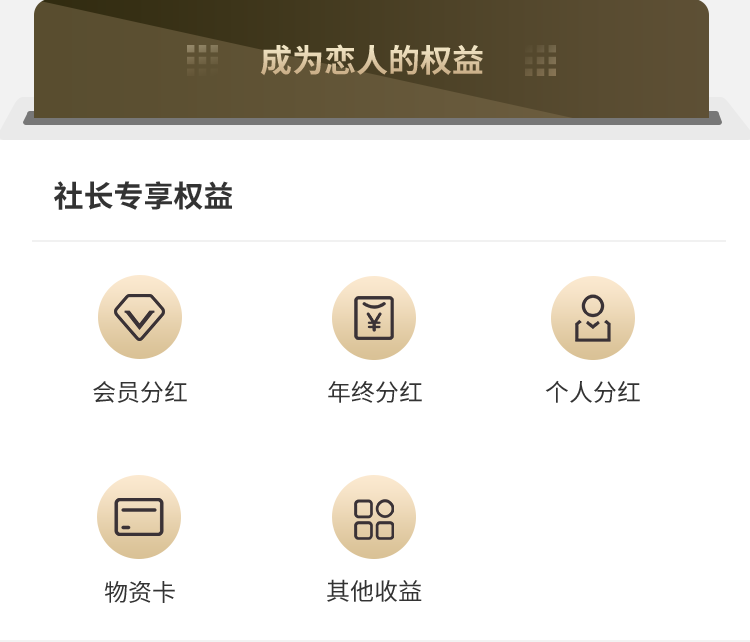 成为恋人的权益
社长专享权益
会员分红
年终分红
个人分红
物资卡
其他收益